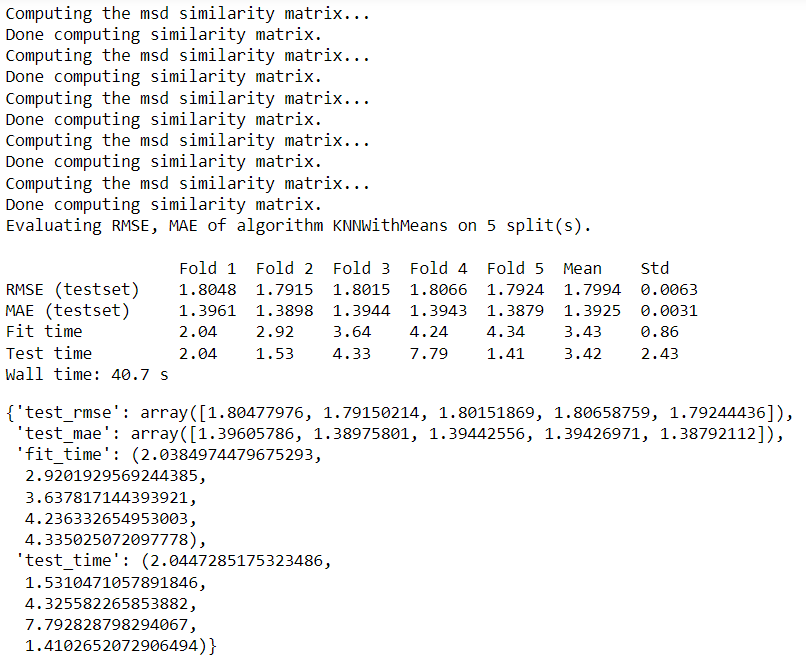 Computing the msd similarity matrix...
Done computing similarity matrix.
Computing the msd similarity matrix...
Done computing similarity matrix.
Computing the msd similarity matrix...
Done computing similarity matrix.
Computing the msd similarity matrix...
Done computing similarity matrix.
Computing the msd similarity matrix...
Done computing similarity matrix.
Evaluating RMSE, MAE of algorithm KNNWithMeans on 5 split(s).

                  Fold 1  Fold 2  Fold 3  Fold 4  Fold 5  Mean    Std
RMSE (testset)    1.8048  1.7915  1.8015  1.8066  1.7924  1.7994  0.0063
MAE (testset)     1.3961  1.3898  1.3944  1.3943  1.3879  1.3925  0.0031
Fit time          2.04    2.92    3.64    4.24    4.34    3.43    0.86
Test time         2.04    1.53    4.33    7.79    1.41    3.42    2.43
Wall time: 40.7 s

{'test_rmse': array([1.80477976, 1.79150214, 1.80151869, 1.80658759, 1.79244436]),
 'test_mae': array([1.39605786, 1.38975801, 1.39442556, 1.39426971, 1.38792112]),
 'fit_time': (2.0384974479675293,
  2.9201929569244385,
  3.637817144393921,
  4.236332654953003,
  4.335025072097778),
 'test_time': (2.0447285175323486,
  1.5310471057891846,
  4.325582265853882,
  7.792828798294067,
  1.4102652072906494)}